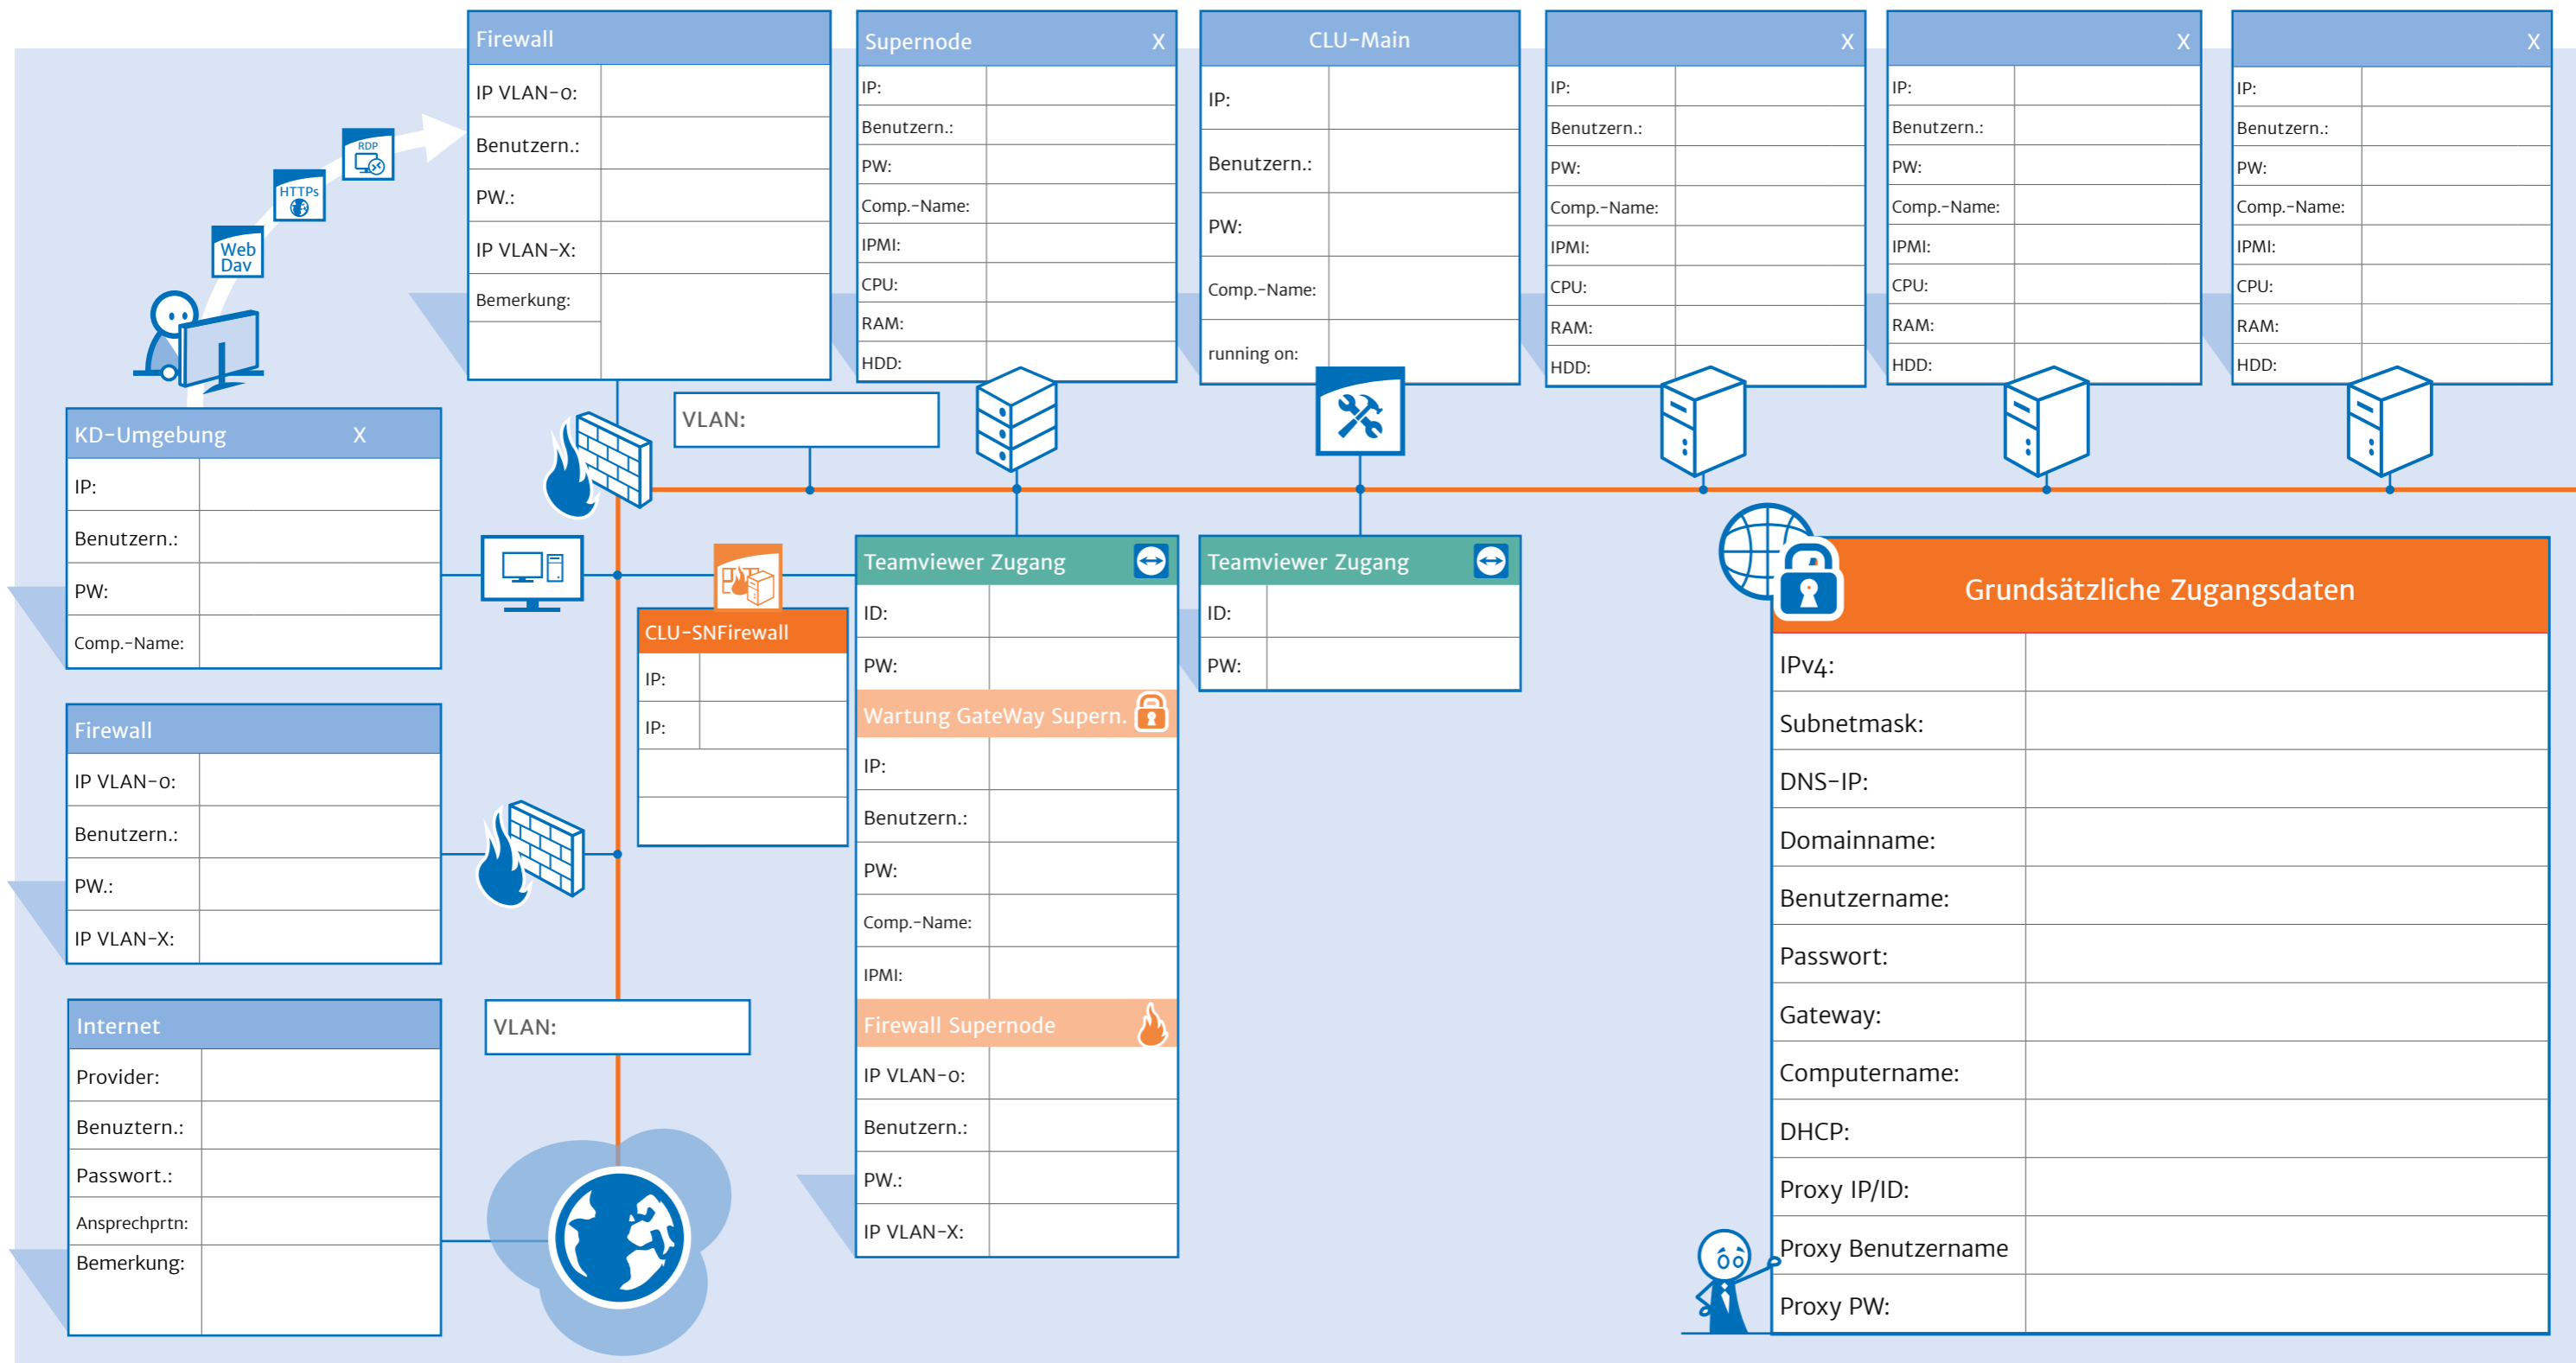 Firewall
IP VLAN-0:
Benutzern.:
PW.:
IP VLAN-X:
Bemerkung:
Supernode X
IP:
Benutzern.:
PW:
Comp.-Name:
IPMI:
CPU:
RAM:
HDD:
CLU-Main
IP:
Benutzern.:
PW:
Comp.-Name:
running on:
X
IP:
Benutzern.:
PW:
Comp.-Name:
IPMI:
CPU:
RAM:
HDD:
X
IP:
Benutzern.:
PW:
Comp.-Name:
IPMI:
CPU:
RAM:
HDD:
X
IP:
Benutzern.:
PW:
Comp.-Name:
IPMI:
CPU:
RAM:
HDD:
RDP
HTTPs
Web
Dav
VLAN:
KD-Umgebung X
IP:
Benutzern.:
PW:
Comp.-Name:
Firewall
IP VLAN-0:
Benutzern.:
PW.:
IP VLAN-X:
Internet
Provider:
Benuztern.:
Passwort.:
Ansprechprtn:
Bemerkung:
VLAN:
CLU-SNFirewall
IP:
IP:
Teamviewer Zugang
ID:
PW:
Wartung GateWay Supern.
IP:
Benutzern.:
PW:
Comp.-Name:
IPMI:
Firewall Supernode
IP VLAN-0:
Benutzern.:
PW.:
IP VLAN-X:
Teamviewer Zugang
ID:
PW:
Grundsätzliche Zugangsdaten
IPv4:
Subnetmask:
DNS-IP:
Domainname:
Benutzername:
Passwort:
Gateway:
Computername:
DHCP:
Proxy IP/ID:
Proxy Benutzername
Proxy PW: